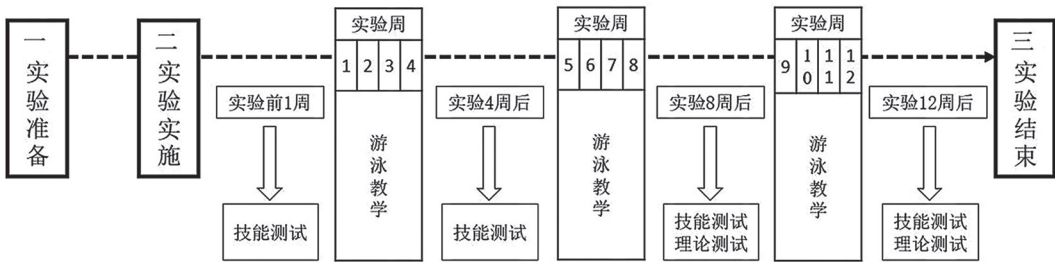 一实验准备
二实验实施
实验前1周
技能测试
实验周
1 2 3 4
游泳教学
实验4周后
技能测试
实验周
5 6 7 8
游泳教学
实验8周后
技能测试
理论测试
实验周
9 10 11 12
游泳教学
实验12周后
技能测试
理论测试
三实验结束